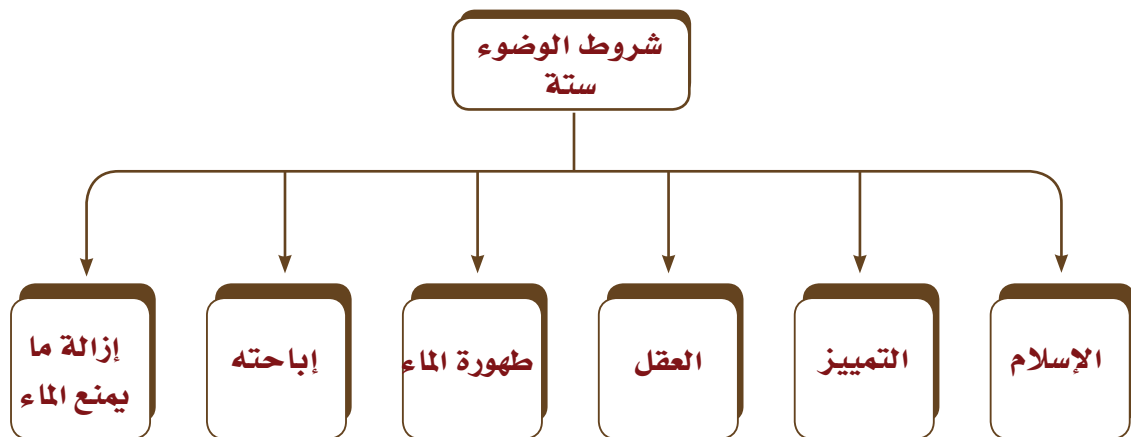 شروط الوضوء
ستة
الإسلام
التمييز
العقل
طهورة الماء
إباحته
إزالة ما
يمنع الماء